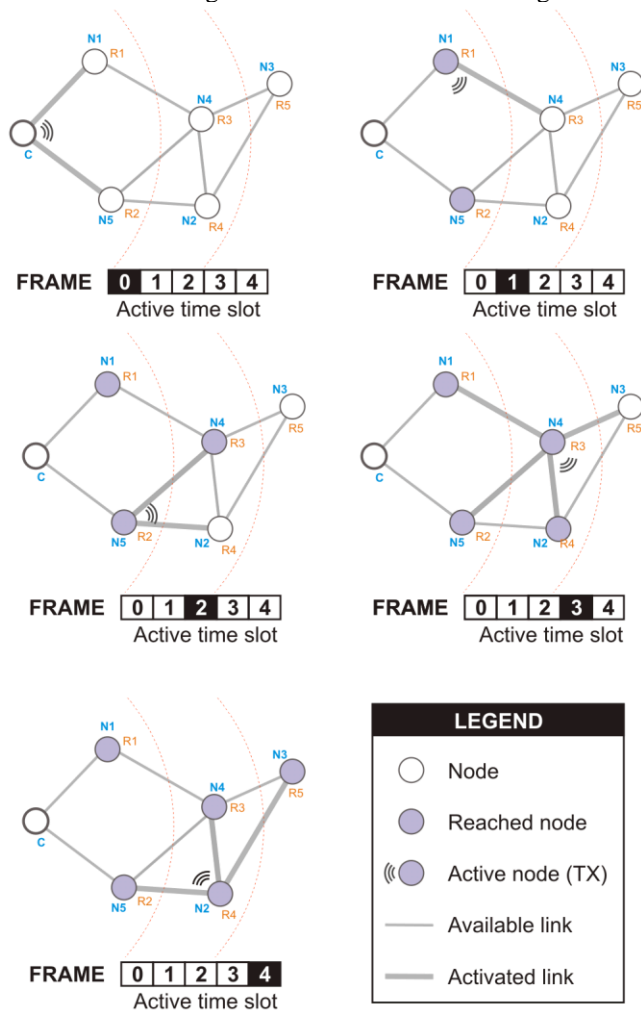 N1
R1
N3
N4
R3
R5
C
R2
N5
N2
R4
FRAME 0 1 2 3 4
Active time slot
N1
R1
N3
N4
R3
R5
C
R2
N5
N2
R4
FRAME 0 1 2 3 4
Active time slot
N1
R1
N3
N4
R3
R5
C
R2
N5
N2
R4
FRAME 0 1 2 3 4
Active time slot
N1
R1
N3
N4
R3
R5
C
R2
N5
N2
R4
FRAME 0 1 2 3 4
Active time slot
N1
R1
N3
N4
R3
R5
C
R2
N5
N2
R4
FRAME 0 1 2 3 4
Active time slot
LEGEND
Node
Reached node
Active node (TX)
Available link
Activated link